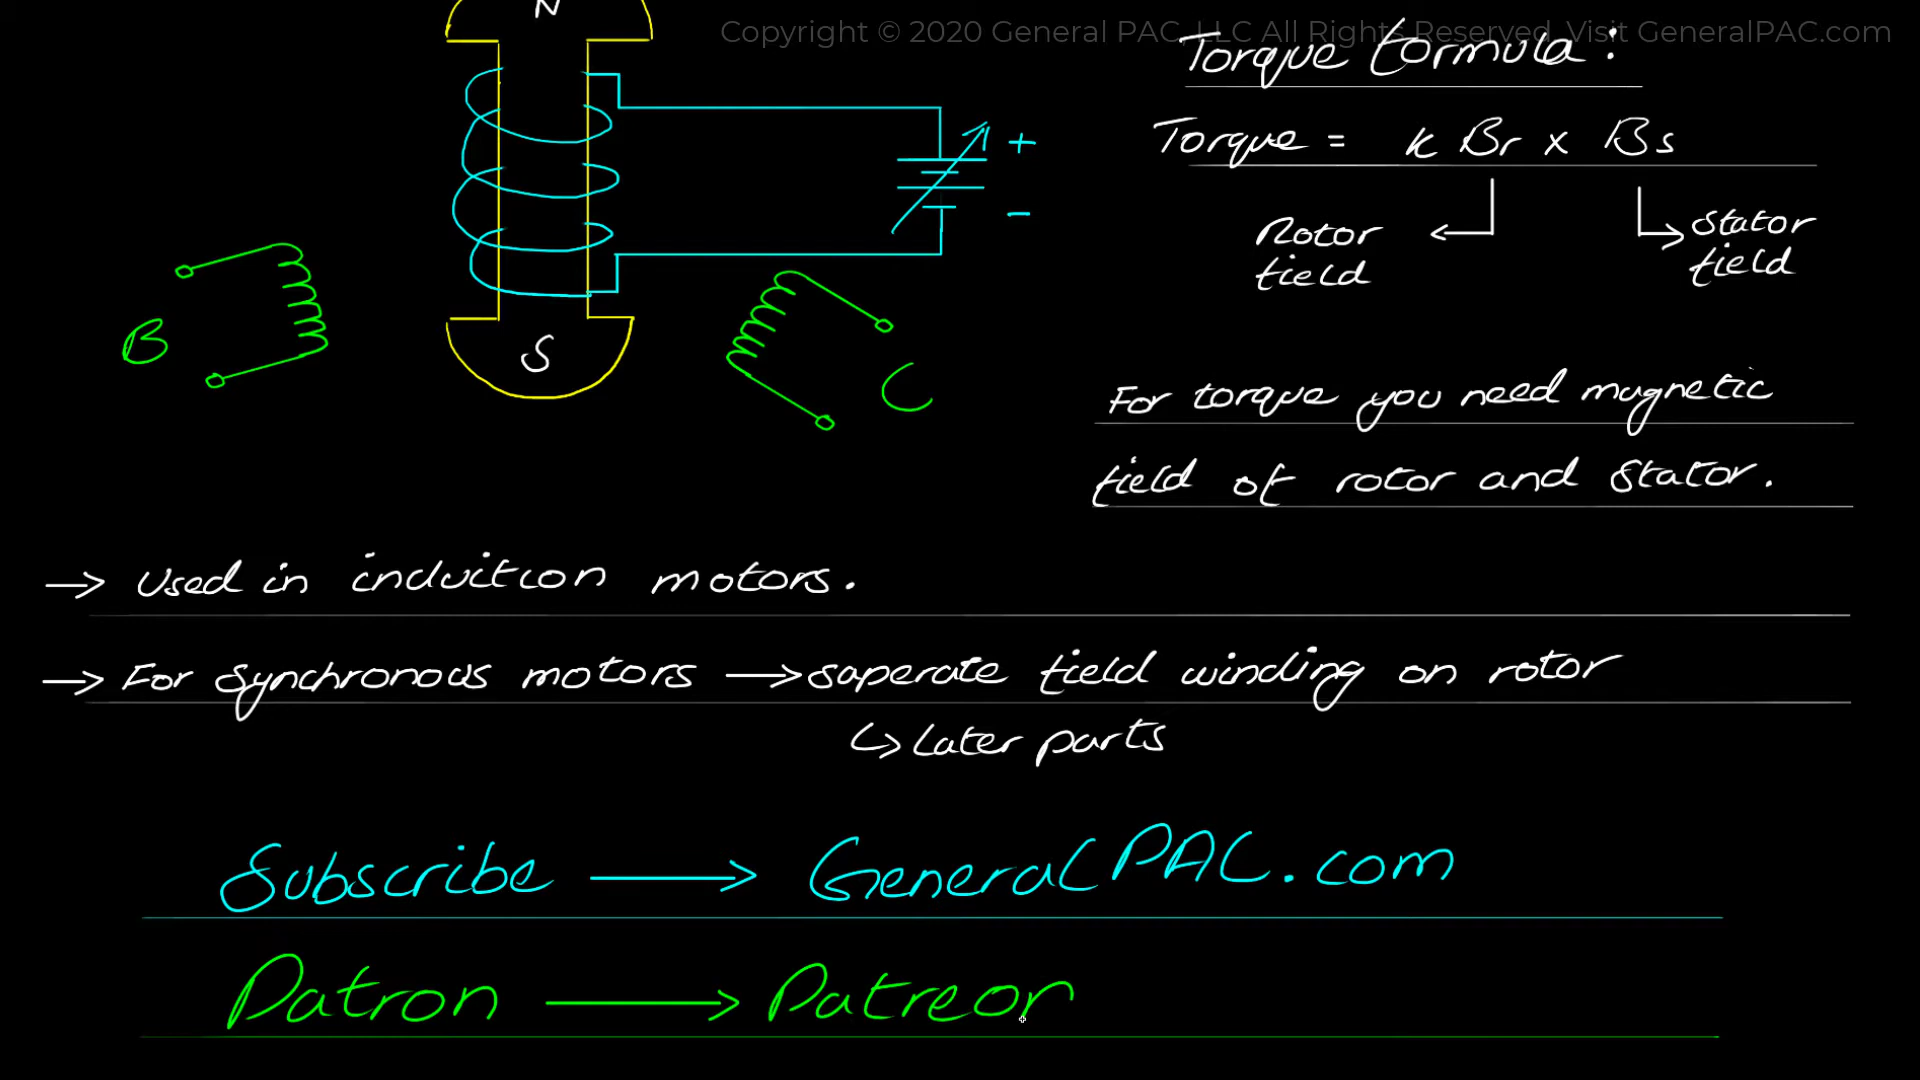 Copyright © 2020 General PAC, LLC All Rights Reserved. Visit GeneralPAC.com
N
Torque formula:
Torque = k Br x Bs
+
-
Rotor field
Stator field
B
S
C
For torque you need magnetic
field of rotor and stator.
→ Used in induction motors.
→ For Synchronous motors → saperate field winding on rotor
↳ Later parts
Subscribe → GeneralPAC.com
Patron → Patreon